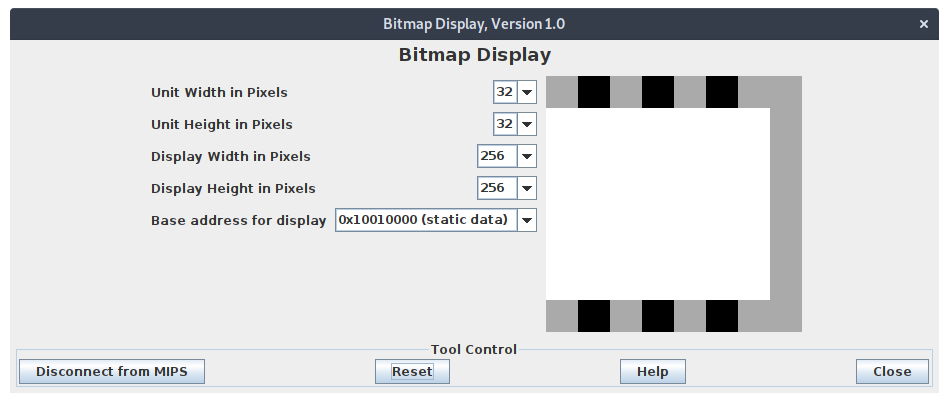 Bitmap Display, Version 1.0
×
Bitmap Display
Unit Width in Pixels 32
Unit Height in Pixels 32
Display Width in Pixels 256
Display Height in Pixels 256
Base address for display 0x10010000 (static data)
Tool Control
Disconnect from MIPS Reset Help Close